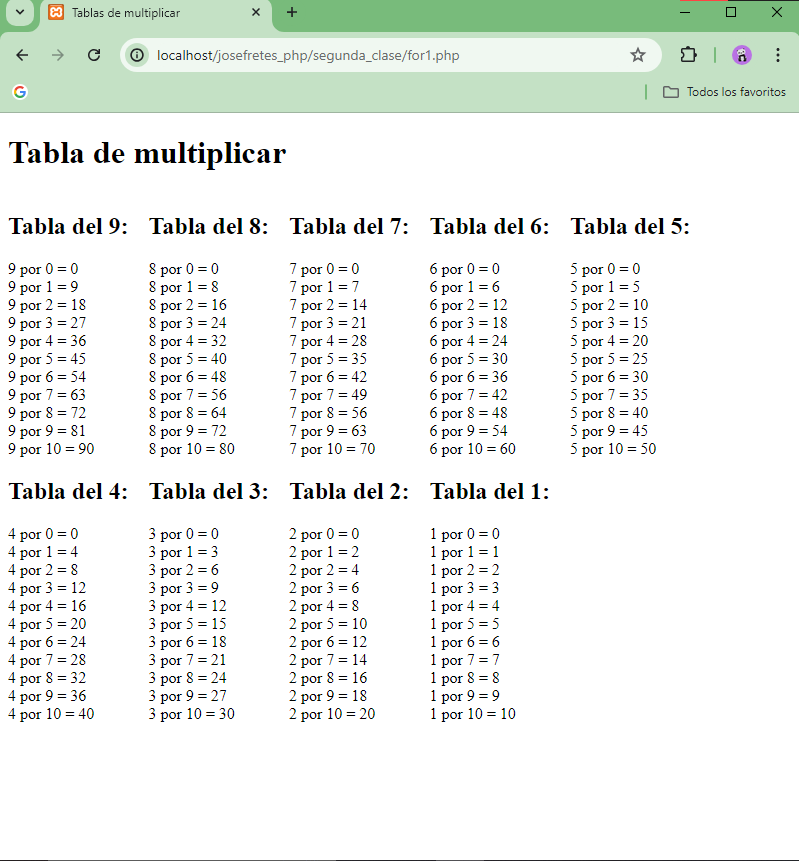 Tablas de multiplicar
localhost/josefretes_php/segunda_clase/for1.php
Todos los favoritos
Tabla de multiplicar
Tabla del 9:
9 por 0 = 0
9 por 1 = 9
9 por 2 = 18
9 por 3 = 27
9 por 4 = 36
9 por 5 = 45
9 por 6 = 54
9 por 7 = 63
9 por 8 = 72
9 por 9 = 81
9 por 10 = 90
Tabla del 8:
8 por 0 = 0
8 por 1 = 8
8 por 2 = 16
8 por 3 = 24
8 por 4 = 32
8 por 5 = 40
8 por 6 = 48
8 por 7 = 56
8 por 8 = 64
8 por 9 = 72
8 por 10 = 80
Tabla del 7:
7 por 0 = 0
7 por 1 = 7
7 por 2 = 14
7 por 3 = 21
7 por 4 = 28
7 por 5 = 35
7 por 6 = 42
7 por 7 = 49
7 por 8 = 56
7 por 9 = 63
7 por 10 = 70
Tabla del 6:
6 por 0 = 0
6 por 1 = 6
6 por 2 = 12
6 por 3 = 18
6 por 4 = 24
6 por 5 = 30
6 por 6 = 36
6 por 7 = 42
6 por 8 = 48
6 por 9 = 54
6 por 10 = 60
Tabla del 5:
5 por 0 = 0
5 por 1 = 5
5 por 2 = 10
5 por 3 = 15
5 por 4 = 20
5 por 5 = 25
5 por 6 = 30
5 por 7 = 35
5 por 8 = 40
5 por 9 = 45
5 por 10 = 50
Tabla del 4:
4 por 0 = 0
4 por 1 = 4
4 por 2 = 8
4 por 3 = 12
4 por 4 = 16
4 por 5 = 20
4 por 6 = 24
4 por 7 = 28
4 por 8 = 32
4 por 9 = 36
4 por 10 = 40
Tabla del 3:
3 por 0 = 0
3 por 1 = 3
3 por 2 = 6
3 por 3 = 9
3 por 4 = 12
3 por 5 = 15
3 por 6 = 18
3 por 7 = 21
3 por 8 = 24
3 por 9 = 27
3 por 10 = 30
Tabla del 2:
2 por 0 = 0
2 por 1 = 2
2 por 2 = 4
2 por 3 = 6
2 por 4 = 8
2 por 5 = 10
2 por 6 = 12
2 por 7 = 14
2 por 8 = 16
2 por 9 = 18
2 por 10 = 20
Tabla del 1:
1 por 0 = 0
1 por 1 = 1
1 por 2 = 2
1 por 3 = 3
1 por 4 = 4
1 por 5 = 5
1 por 6 = 6
1 por 7 = 7
1 por 8 = 8
1 por 9 = 9
1 por 10 = 10